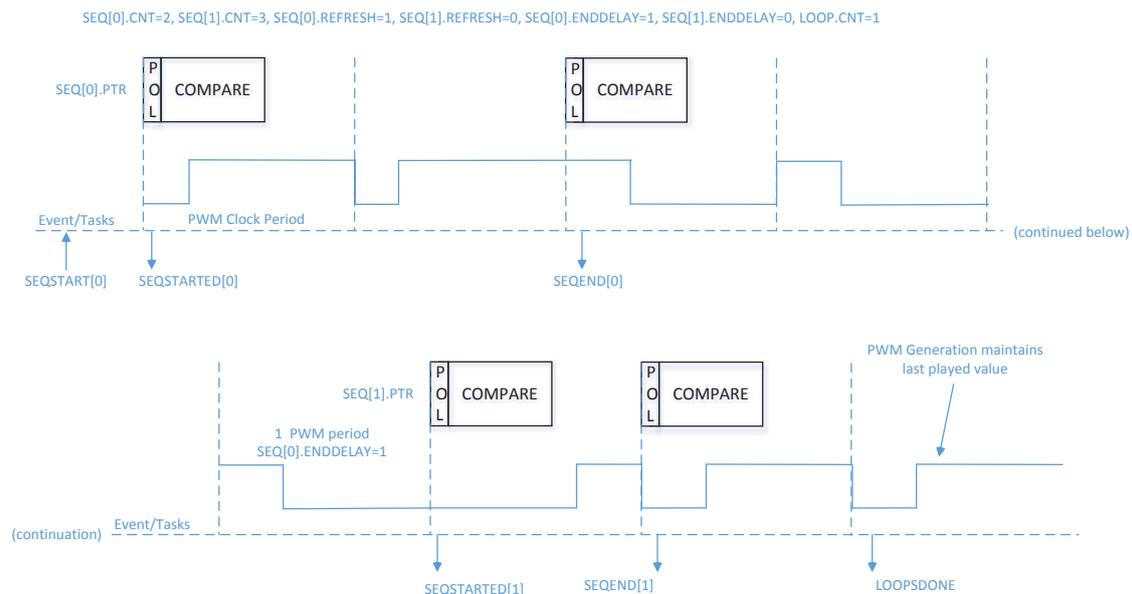 SEQ[0].CNT=2, SEQ[1].CNT=3, SEQ[0].REFRESH=1, SEQ[1].REFRESH=0, SEQ[0].ENDDELAY=1, SEQ[1].ENDDELAY=0, LOOP.CNT=1
SEQ[0].PTR
P
O
L
COMPARE
P
O
L
COMPARE
Event/Tasks
PWM Clock Period
(continued below)
SEQSTART[0]
SEQSTARTED[0]
SEQEND[0]
PWM Generation maintains
last played value
SEQ[1].PTR
P
O
L
COMPARE
P
O
L
COMPARE
1 PWM period
SEQ[0].ENDDELAY=1
(continuation)
Event/Tasks
SEQSTARTED[1]
SEQEND[1]
LOOPSDONE